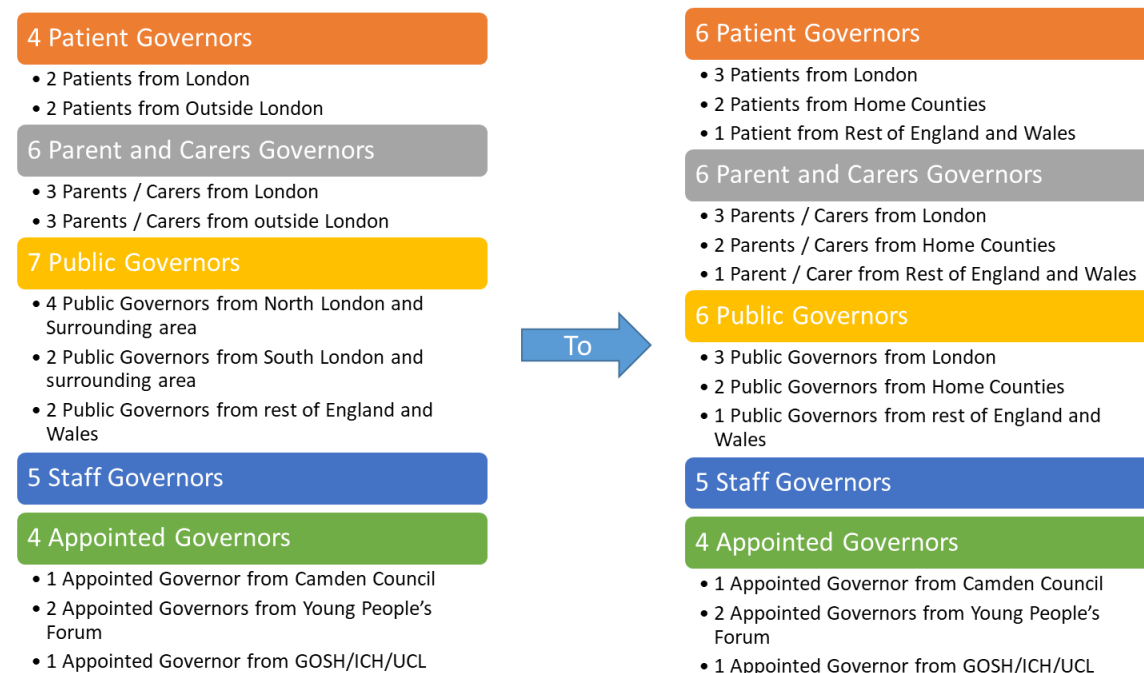 4 Patient Governors
• 2 Patients from London
• 2 Patients from Outside London
6 Parent and Carers Governors
• 3 Parents / Carers from London
• 3 Parents / Carers from outside London
7 Public Governors
• 4 Public Governors from North London and
Surrounding area
• 2 Public Governors from South London and
surrounding area
• 2 Public Governors from rest of England and
Wales
5 Staff Governors
4 Appointed Governors
• 1 Appointed Governor from Camden Council
• 2 Appointed Governors from Young People's
Forum
• 1 Appointed Governor from GOSH/ICH/UCL
To
6 Patient Governors
• 3 Patients from London
• 2 Patients from Home Counties
• 1 Patient from Rest of England and Wales
6 Parent and Carers Governors
• 3 Parents / Carers from London
• 2 Parents / Carers from Home Counties
• 1 Parent / Carer from Rest of England and Wales
6 Public Governors
• 3 Public Governors from London
• 2 Public Governors from Home Counties
• 1 Public Governors from rest of England and
Wales
5 Staff Governors
4 Appointed Governors
• 1 Appointed Governor from Camden Council
• 2 Appointed Governors from Young People's
Forum
• 1 Appointed Governor from GOSH/ICH/UCL